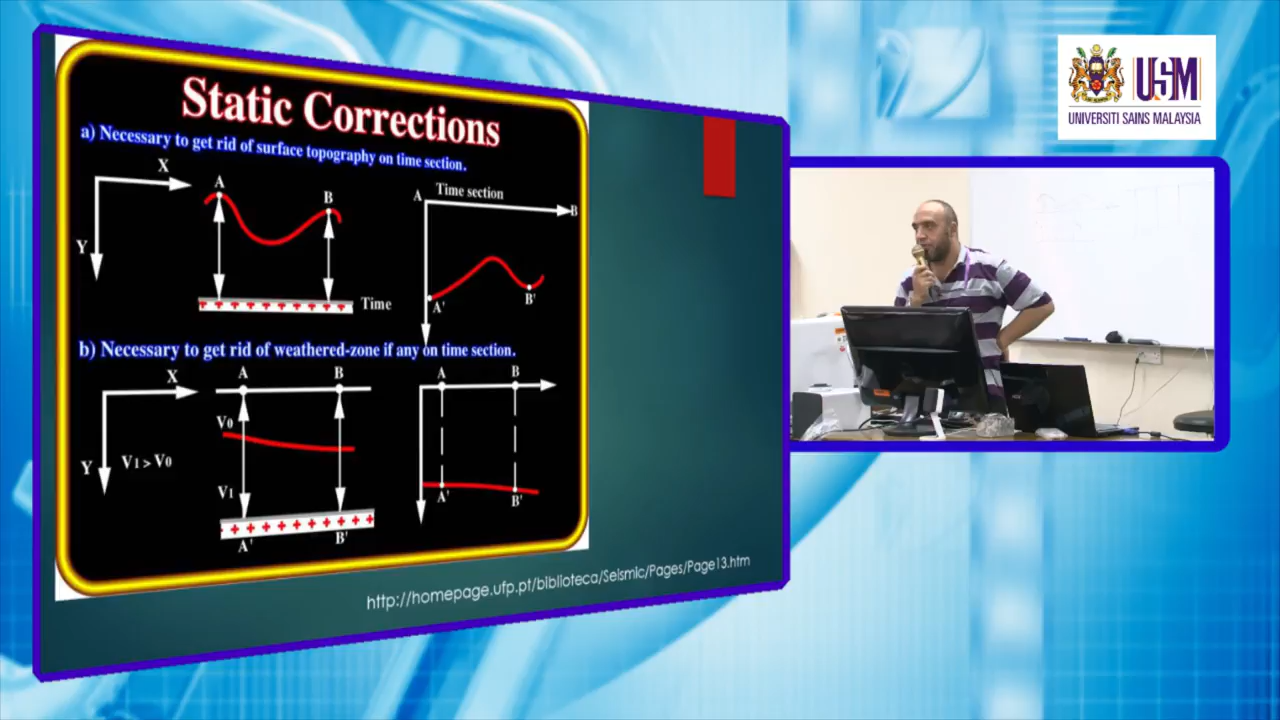 Static Corrections
a) Necessary to get rid of surface topography on time section.
X
Y
A
B
Time
A
Time section
B
A'
B'
b) Necessary to get rid of weathered-zone if any on time section.
X
Y
V1 > V0
A
B
V0
V1
A'
B'
A
B
A'
B'
http://homepage.ufp.pt/biblioteca/Seismic/Pages/Page13.htm
USM
UNIVERSITI SAINS MALAYSIA